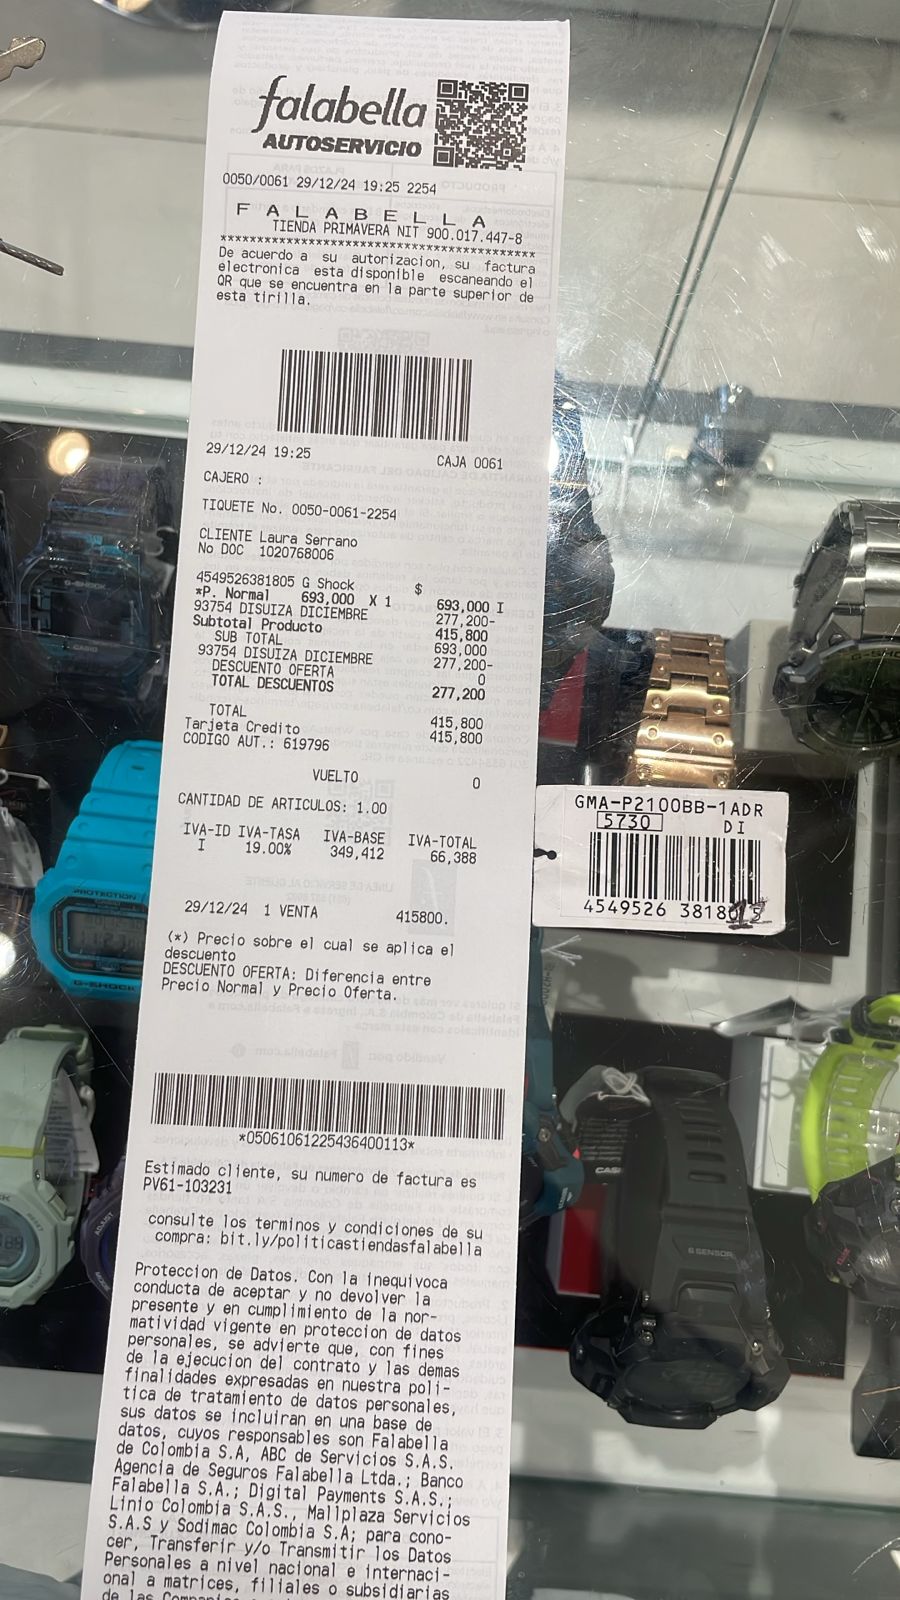 falabella
AUTOSERVICIO
0050/0061 29/12/24 19:25 2254
F A L A B E L L A
TIENDA PRIMAVERA NIT 900.017.447-8
****************************************
De acuerdo a su autorizacion, su factura
electronica esta disponible escaneando el
QR que se encuentra en la parte superior de
esta tirilla.
29/12/24 19:25 CAJA 0061
CAJERO :
TIQUETE No. 0050-0061-2254
CLIENTE Laura Serrano
No DOC 1020768006
$
4549526381805 G Shock
*P. Normal 693,000 X 1 693,000 I
93754 DISUIZA DICIEMBRE 277,200-
Subtotal Producto 415,800
SUB TOTAL 693,000
93754 DISUIZA DICIEMBRE 277,200-
DESCUENTO OFERTA 0
TOTAL DESCUENTOS 277,200
TOTAL 415,800
Tarjeta Credito 415,800
CODIGO AUT.: 619796
VUELTO 0
CANTIDAD DE ARTICULOS: 1.00
IVA-ID IVA-TASA IVA-BASE IVA-TOTAL
I 19.00% 349,412 66,388
29/12/24 1 VENTA 415800.
(*) Precio sobre el cual se aplica el
descuento
DESCUENTO OFERTA: Diferencia entre
Precio Normal y Precio Oferta.
*05061061225436400113*
Estimado cliente, su numero de factura es
PV61-103231
consulte los terminos y condiciones de su
compra: bit.ly/politicastiendasfalabella
Proteccion de Datos. Con la inequivoca
conducta de aceptar y no devolver la
presente y en cumplimiento de la nor-
matividad vigente en proteccion de datos
personales, se advierte que, con fines
de la ejecucion del contrato y las demas
finalidades expresadas en nuestra poli-
tica de tratamiento de datos personales,
sus datos se incluiran en una base de
datos, cuyos responsables son Falabella
de Colombia S.A, ABC de Servicios S.A.S.
Agencia de Seguros Falabella Ltda.; Banco
Falabella S.A.; Digital Payments S.A.S.;
Linio Colombia S.A.S., Mallplaza Servicios
S.A.S y Sodimac Colombia S.A; para cono-
cer, Transferir y/o Transmitir los Datos
Personales a nivel nacional e internaci-
onal a matrices, filiales o subsidiarias
GMA-P2100BB-1ADR
5730 DI
4549526 3818
G-SHOCK
CASIO
PROTECTION
G-SHOCK
6 SENSOR
ADJUST